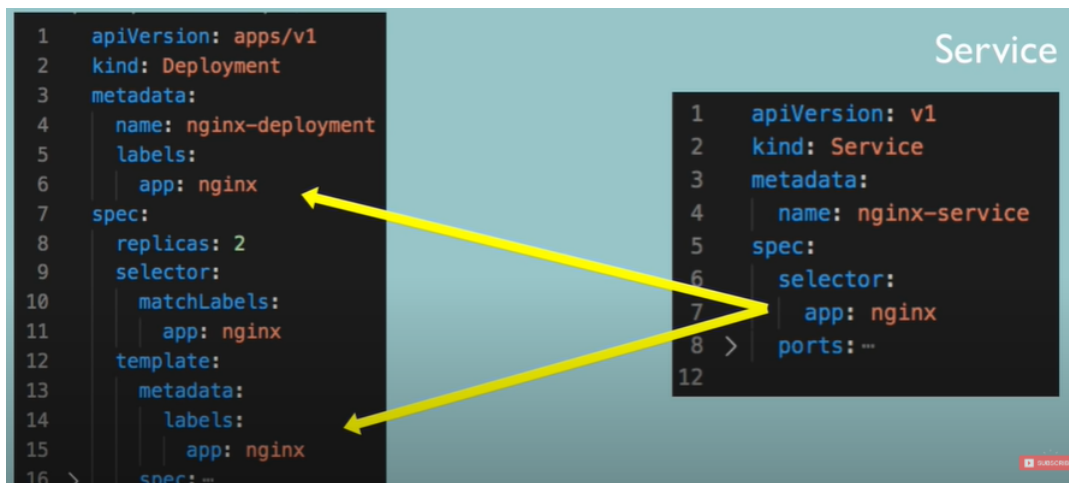 1 apiVersion: apps/v1
2 kind: Deployment
3 metadata:
4 name: nginx-deployment
5 labels:
6 app: nginx
7 spec:
8 replicas: 2
9 selector:
10 matchLabels:
11 app: nginx
12 template:
13 metadata:
14 labels:
15 app: nginx
16 > spec:…
Service
1 apiVersion: v1
2 kind: Service
3 metadata:
4 name: nginx-service
5 spec:
6 selector:
7 app: nginx
8 > ports:…
12
SUBSCRIBE